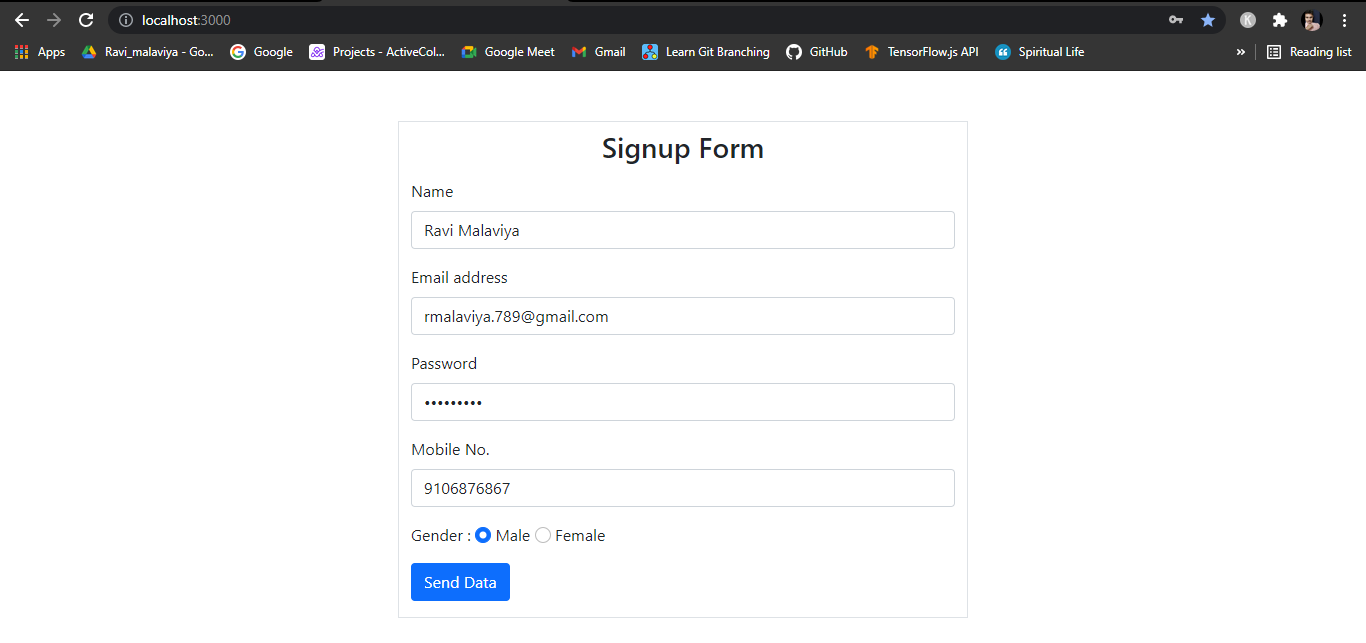 localhost:3000
Apps Ravi_malaviya - Go... Google Projects - ActiveCol... Google Meet Gmail Learn Git Branching GitHub TensorFlow.js API Spiritual Life » Reading list
Signup Form
Name
Ravi Malaviya
Email address
rmalaviya.789@gmail.com
Password
•••••••••
Mobile No.
9106876867
Gender : Male Female
Send Data